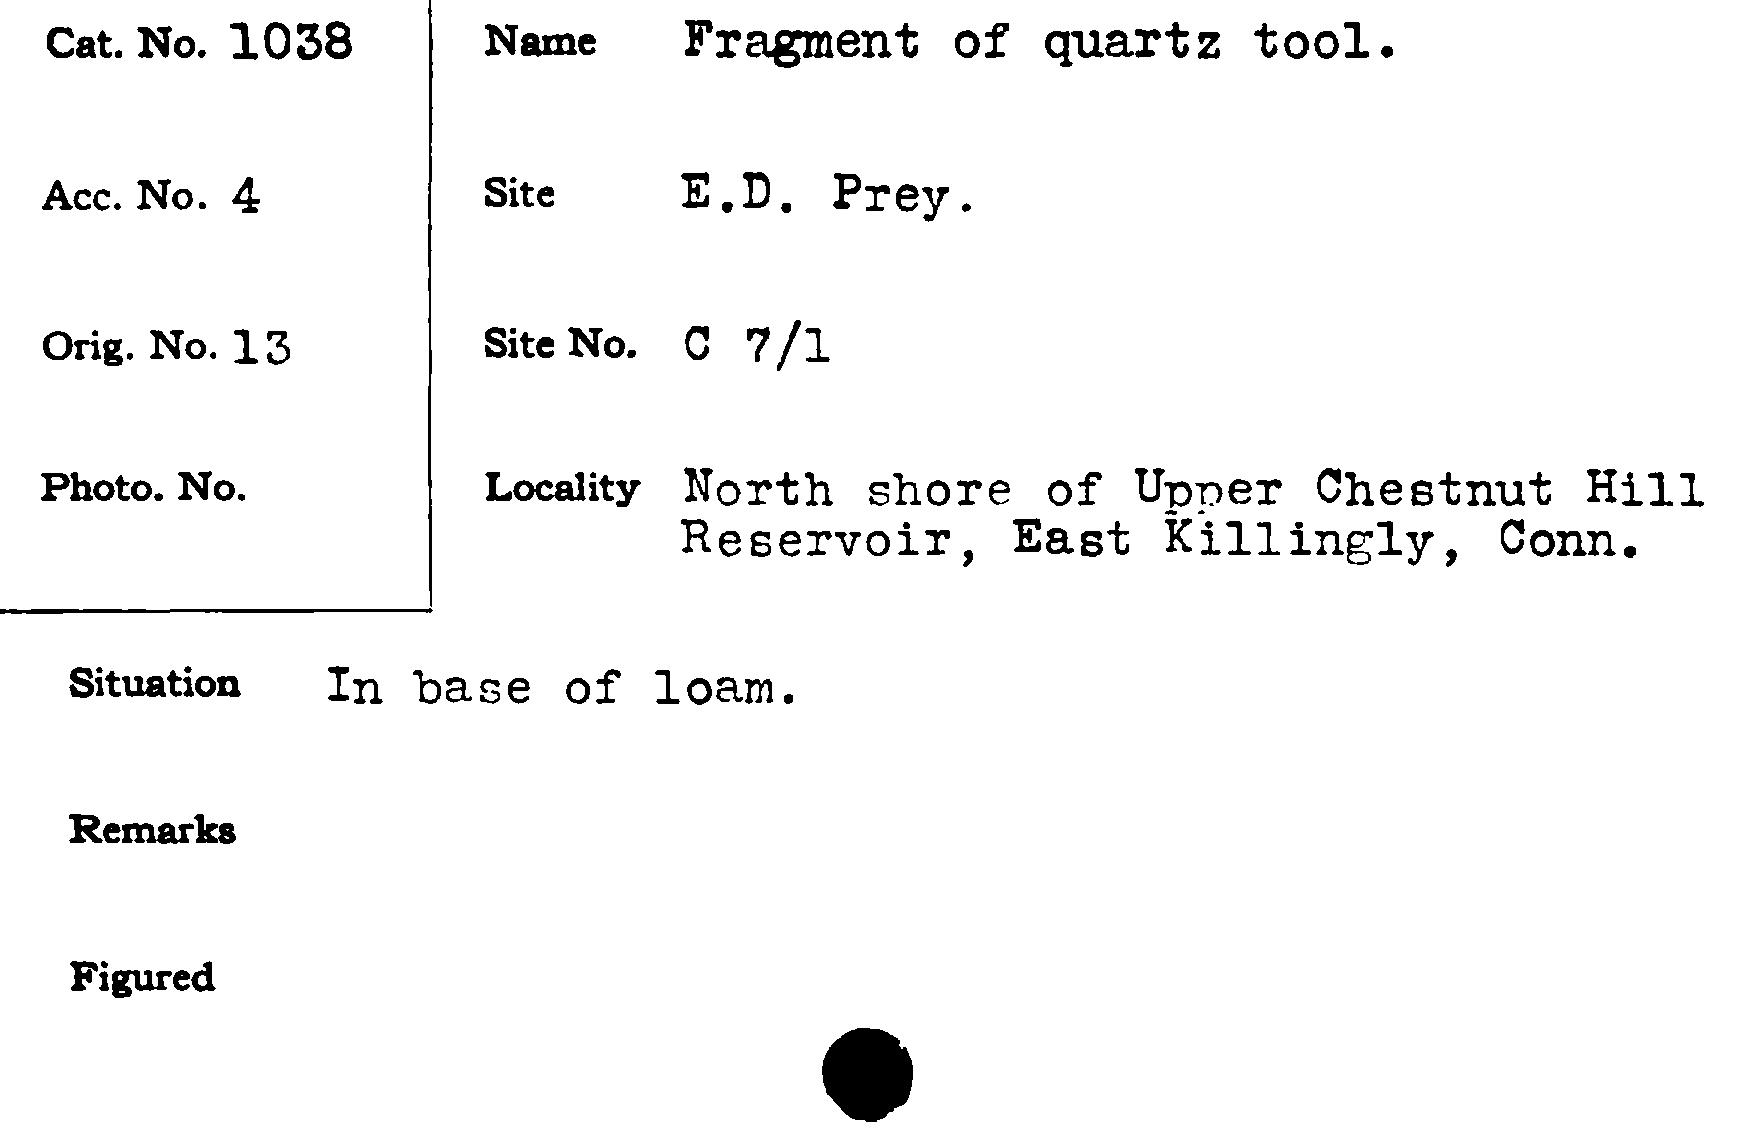 Cat. No. 1038
Name Fragment of quartz tool.
Acc. No. 4
Site E.D. Prey.
Orig. No. 13
Site No. C 7/1
Photo. No.
Locality North shore of Upper Chestnut Hill
Reservoir, East Killingly, Conn.
Situation In base of loam.
Remarks
Figured